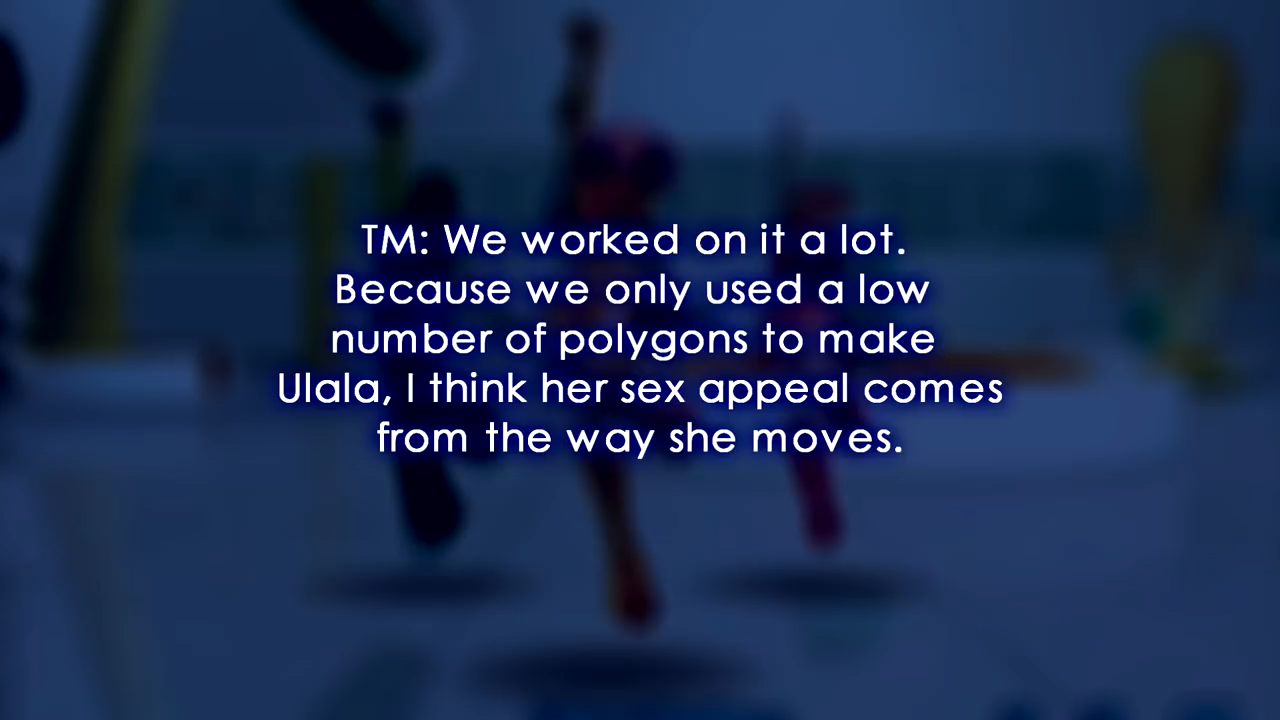 TM: We worked on it a lot.
Because we only used a low
number of polygons to make
Ulala, I think her sex appeal comes
from the way she moves.